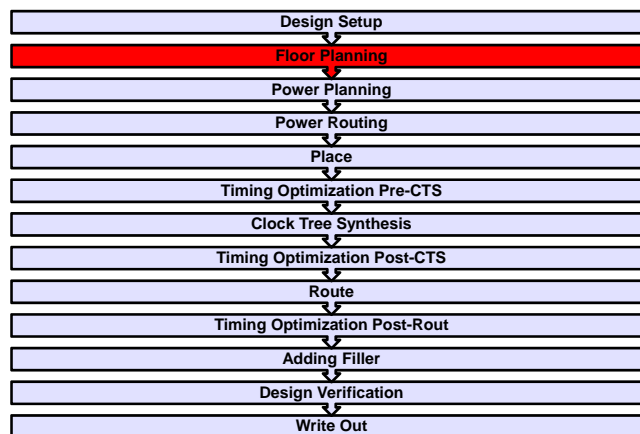 Design Setup
Floor Planning
Power Planning
Power Routing
Place
Timing Optimization Pre-CTS
Clock Tree Synthesis
Timing Optimization Post-CTS
Route
Timing Optimization Post-Rout
Adding Filler
Design Verification
Write Out